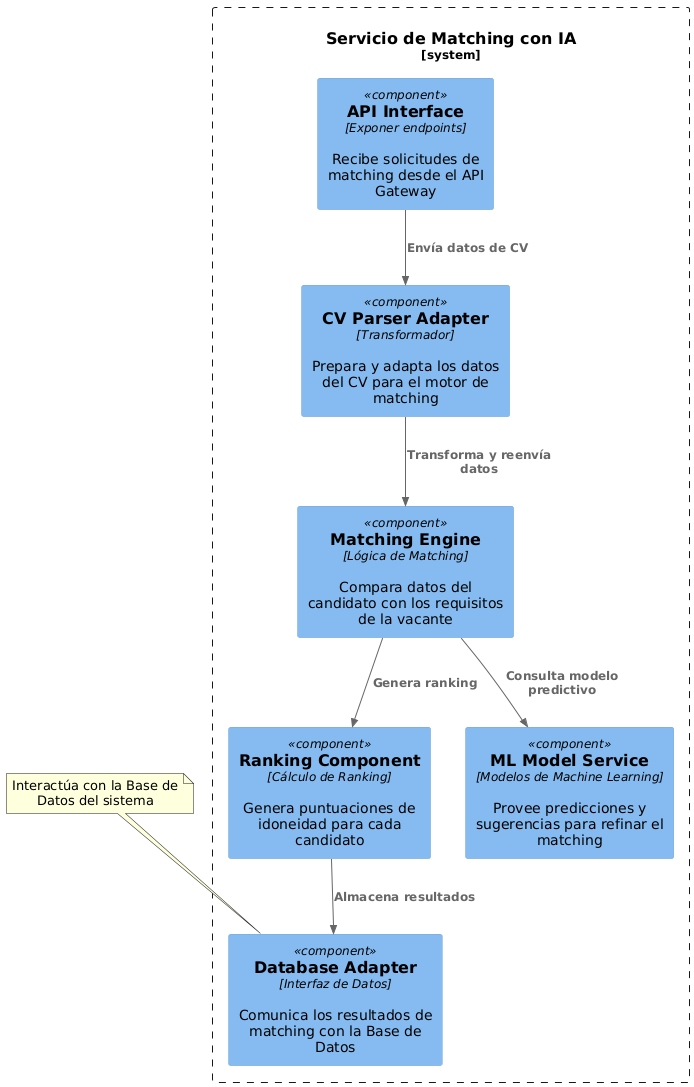 Servicio de Matching con IA
[system]
«component»
API Interface
[Exponer endpoints]
Recibe solicitudes de
matching desde el API
Gateway
Envía datos de CV
«component»
CV Parser Adapter
[Transformador]
Prepara y adapta los datos
del CV para el motor de
matching
Transforma y reenvía
datos
«component»
Matching Engine
[Lógica de Matching]
Compara datos del
candidato con los requisitos
de la vacante
Genera ranking
Consulta modelo
predictivo
«component»
Ranking Component
[Cálculo de Ranking]
Genera puntuaciones de
idoneidad para cada
candidato
«component»
ML Model Service
[Modelos de Machine Learning]
Provee predicciones y
sugerencias para refinar el
matching
Interactúa con la Base de
Datos del sistema
Almacena resultados
«component»
Database Adapter
[Interfaz de Datos]
Comunica los resultados de
matching con la Base de
Datos